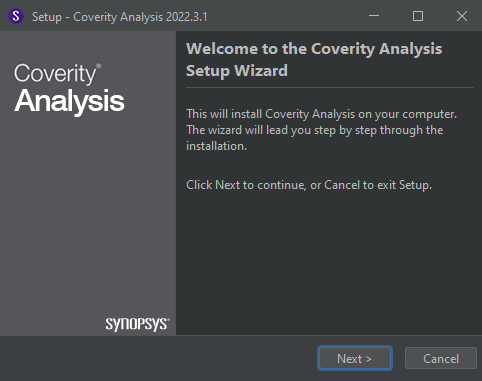 Setup - Coverity Analysis 2022.3.1
Coverity®
Analysis
Welcome to the Coverity Analysis
Setup Wizard
This will install Coverity Analysis on your computer.
The wizard will lead you step by step through the
installation.
Click Next to continue, or Cancel to exit Setup.
SYNOPSYS®
Next >
Cancel